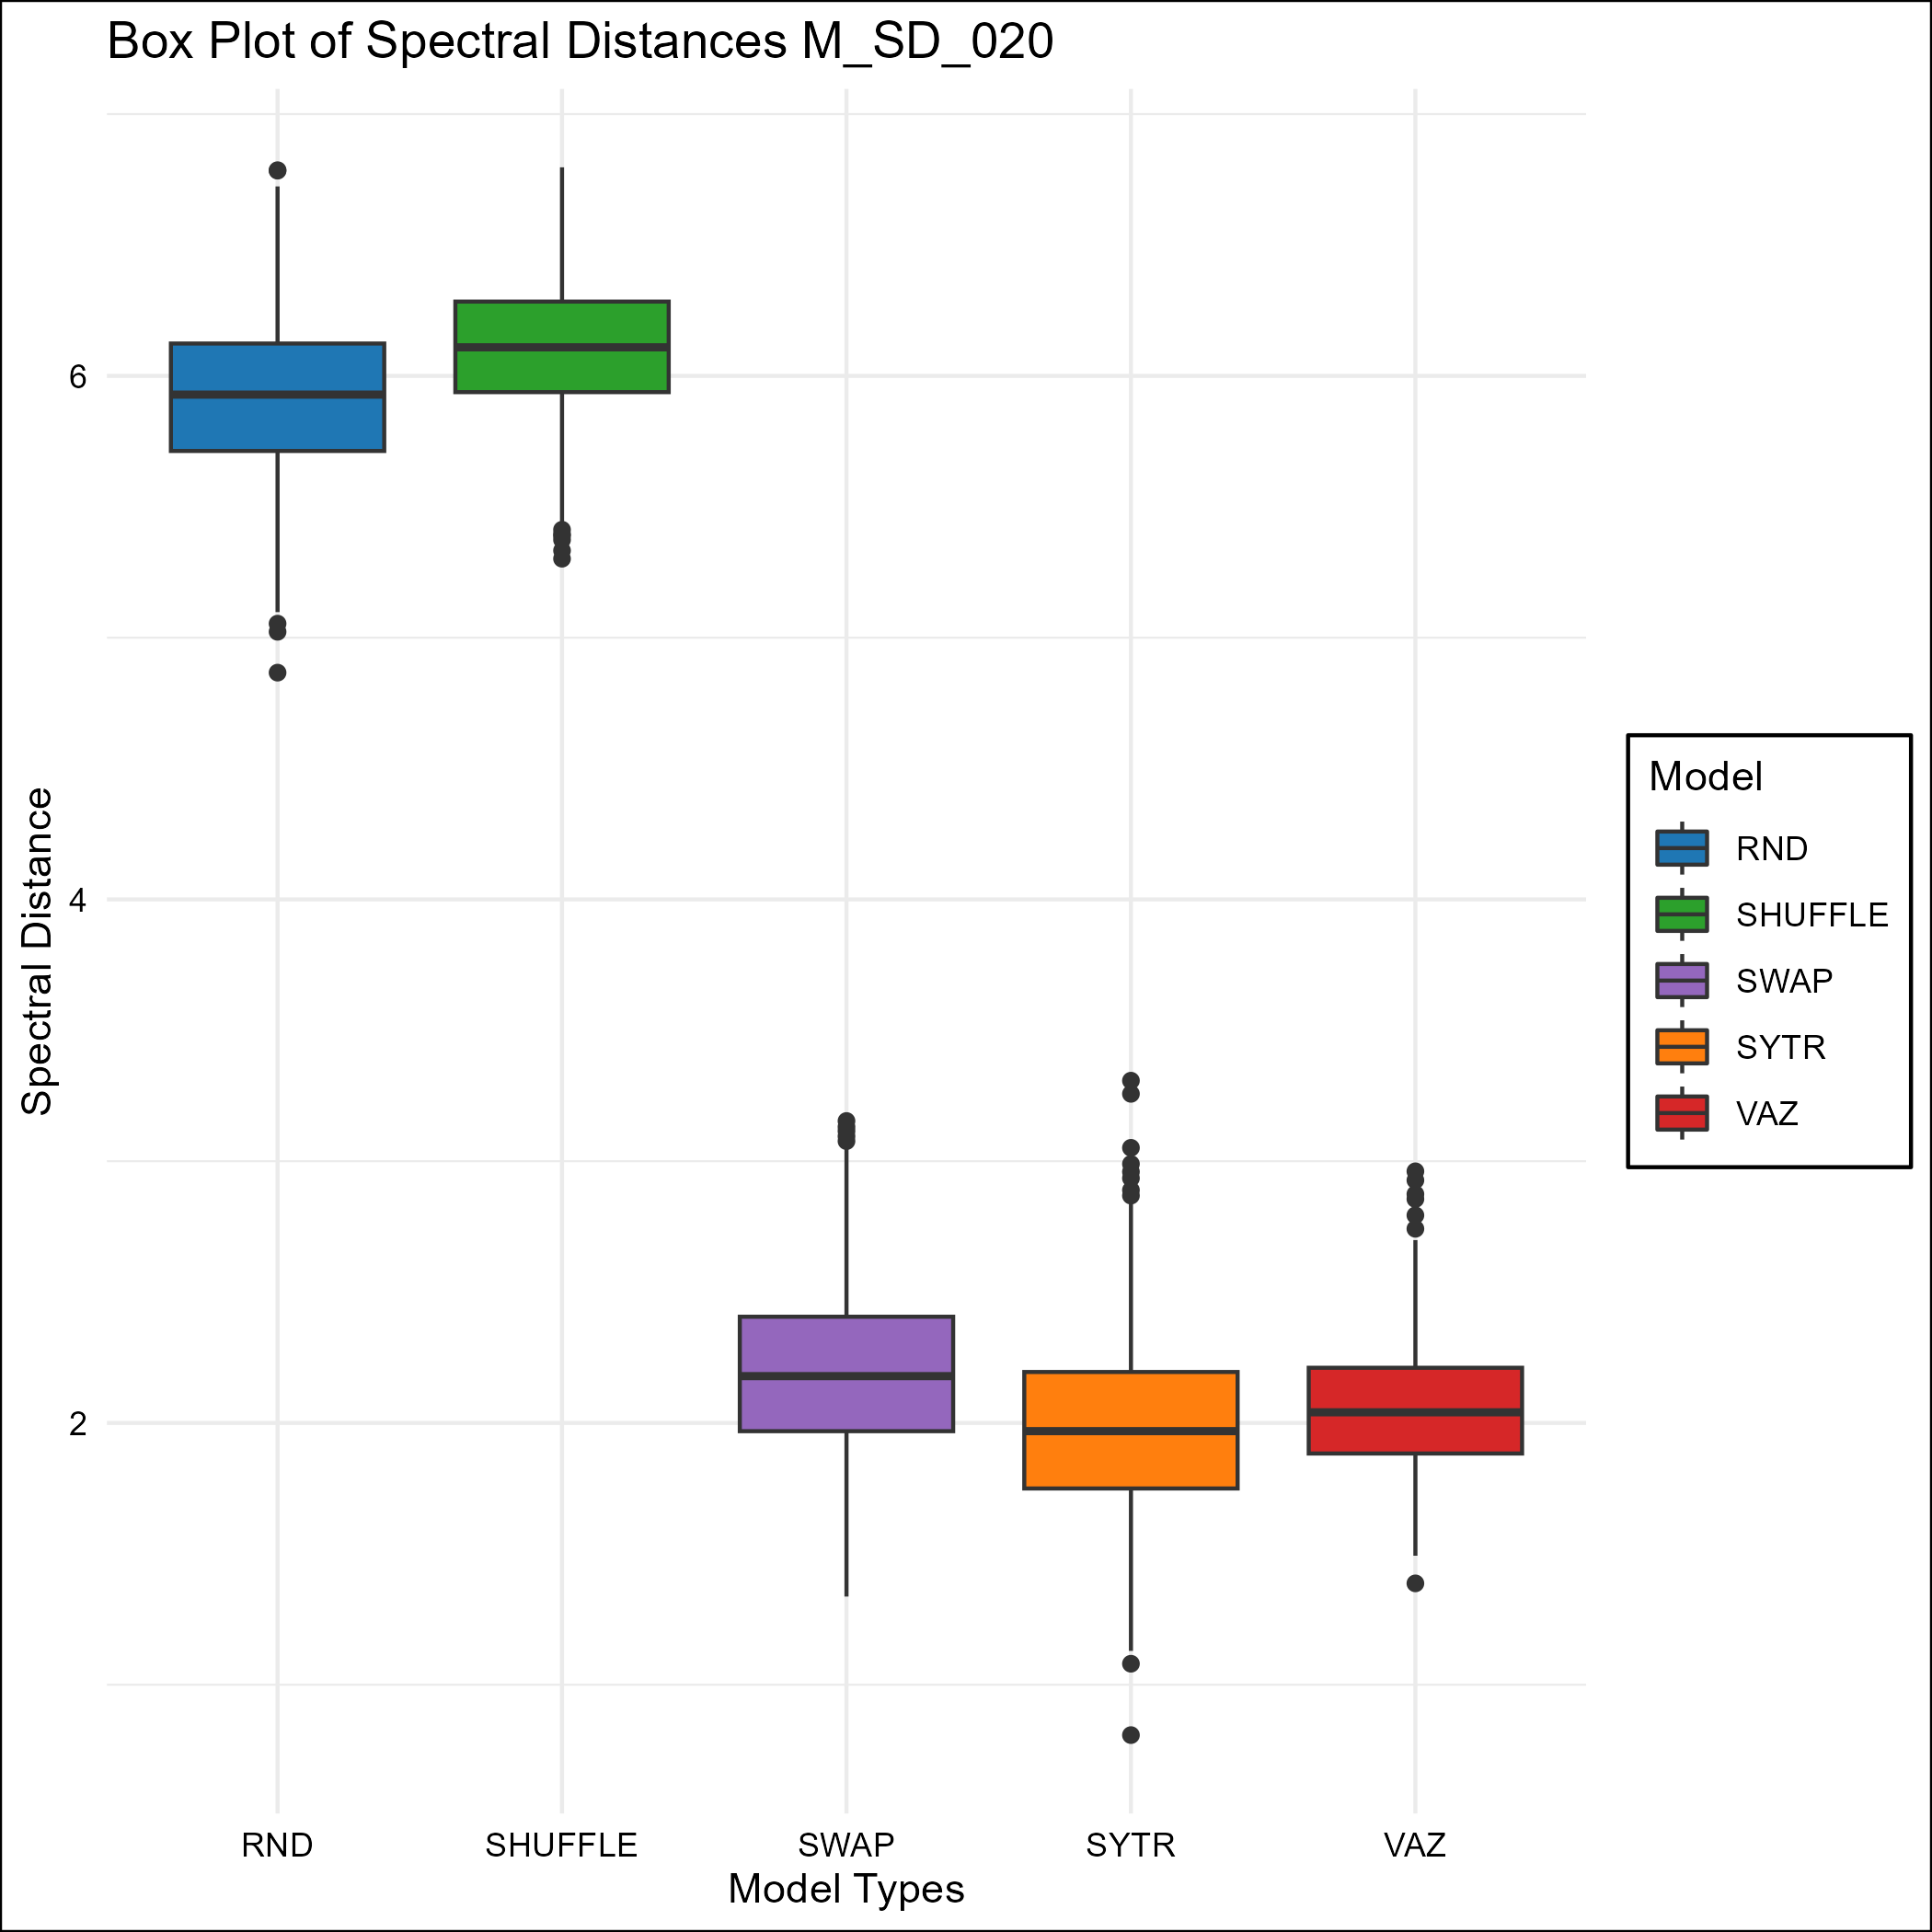 Box Plot of Spectral Distances M_SD_020
Spectral Distance
6
4
2
RND
SHUFFLE
SWAP
SYTR
VAZ
Model Types
Model
RND
SHUFFLE
SWAP
SYTR
VAZ